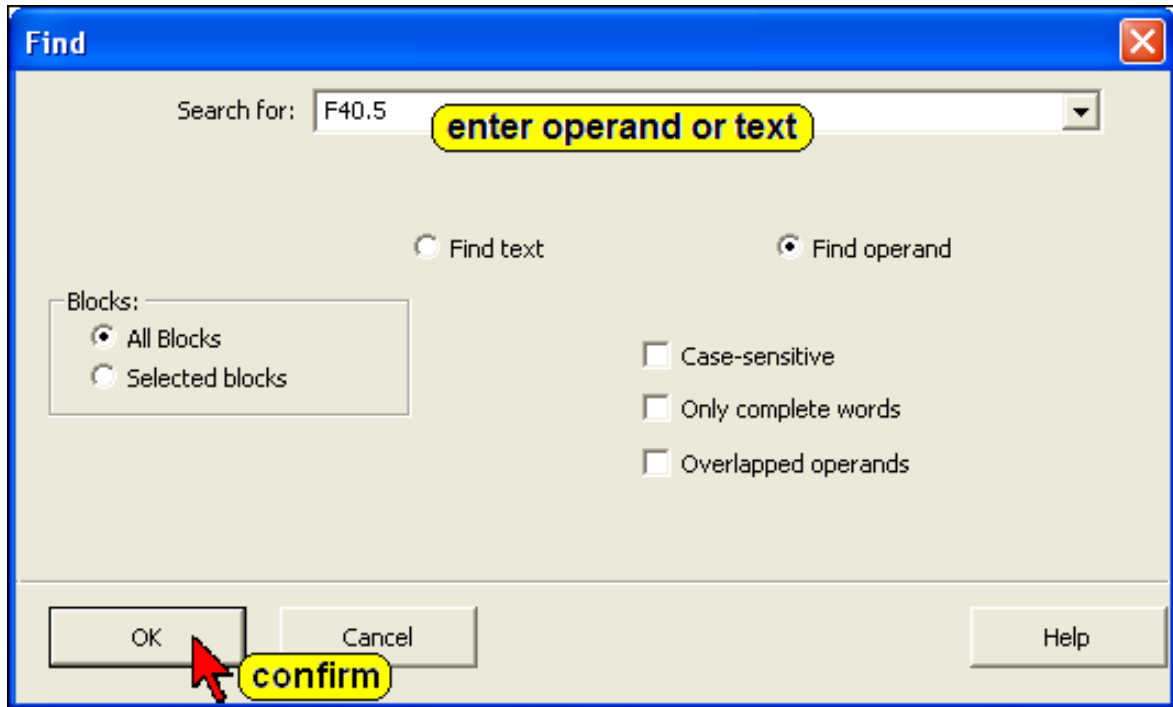 Find
Search for: F40.5
enter operand or text
Find text
Find operand
Blocks:
All Blocks
Selected blocks
Case-sensitive
Only complete words
Overlapped operands
OK
Cancel
Help
confirm